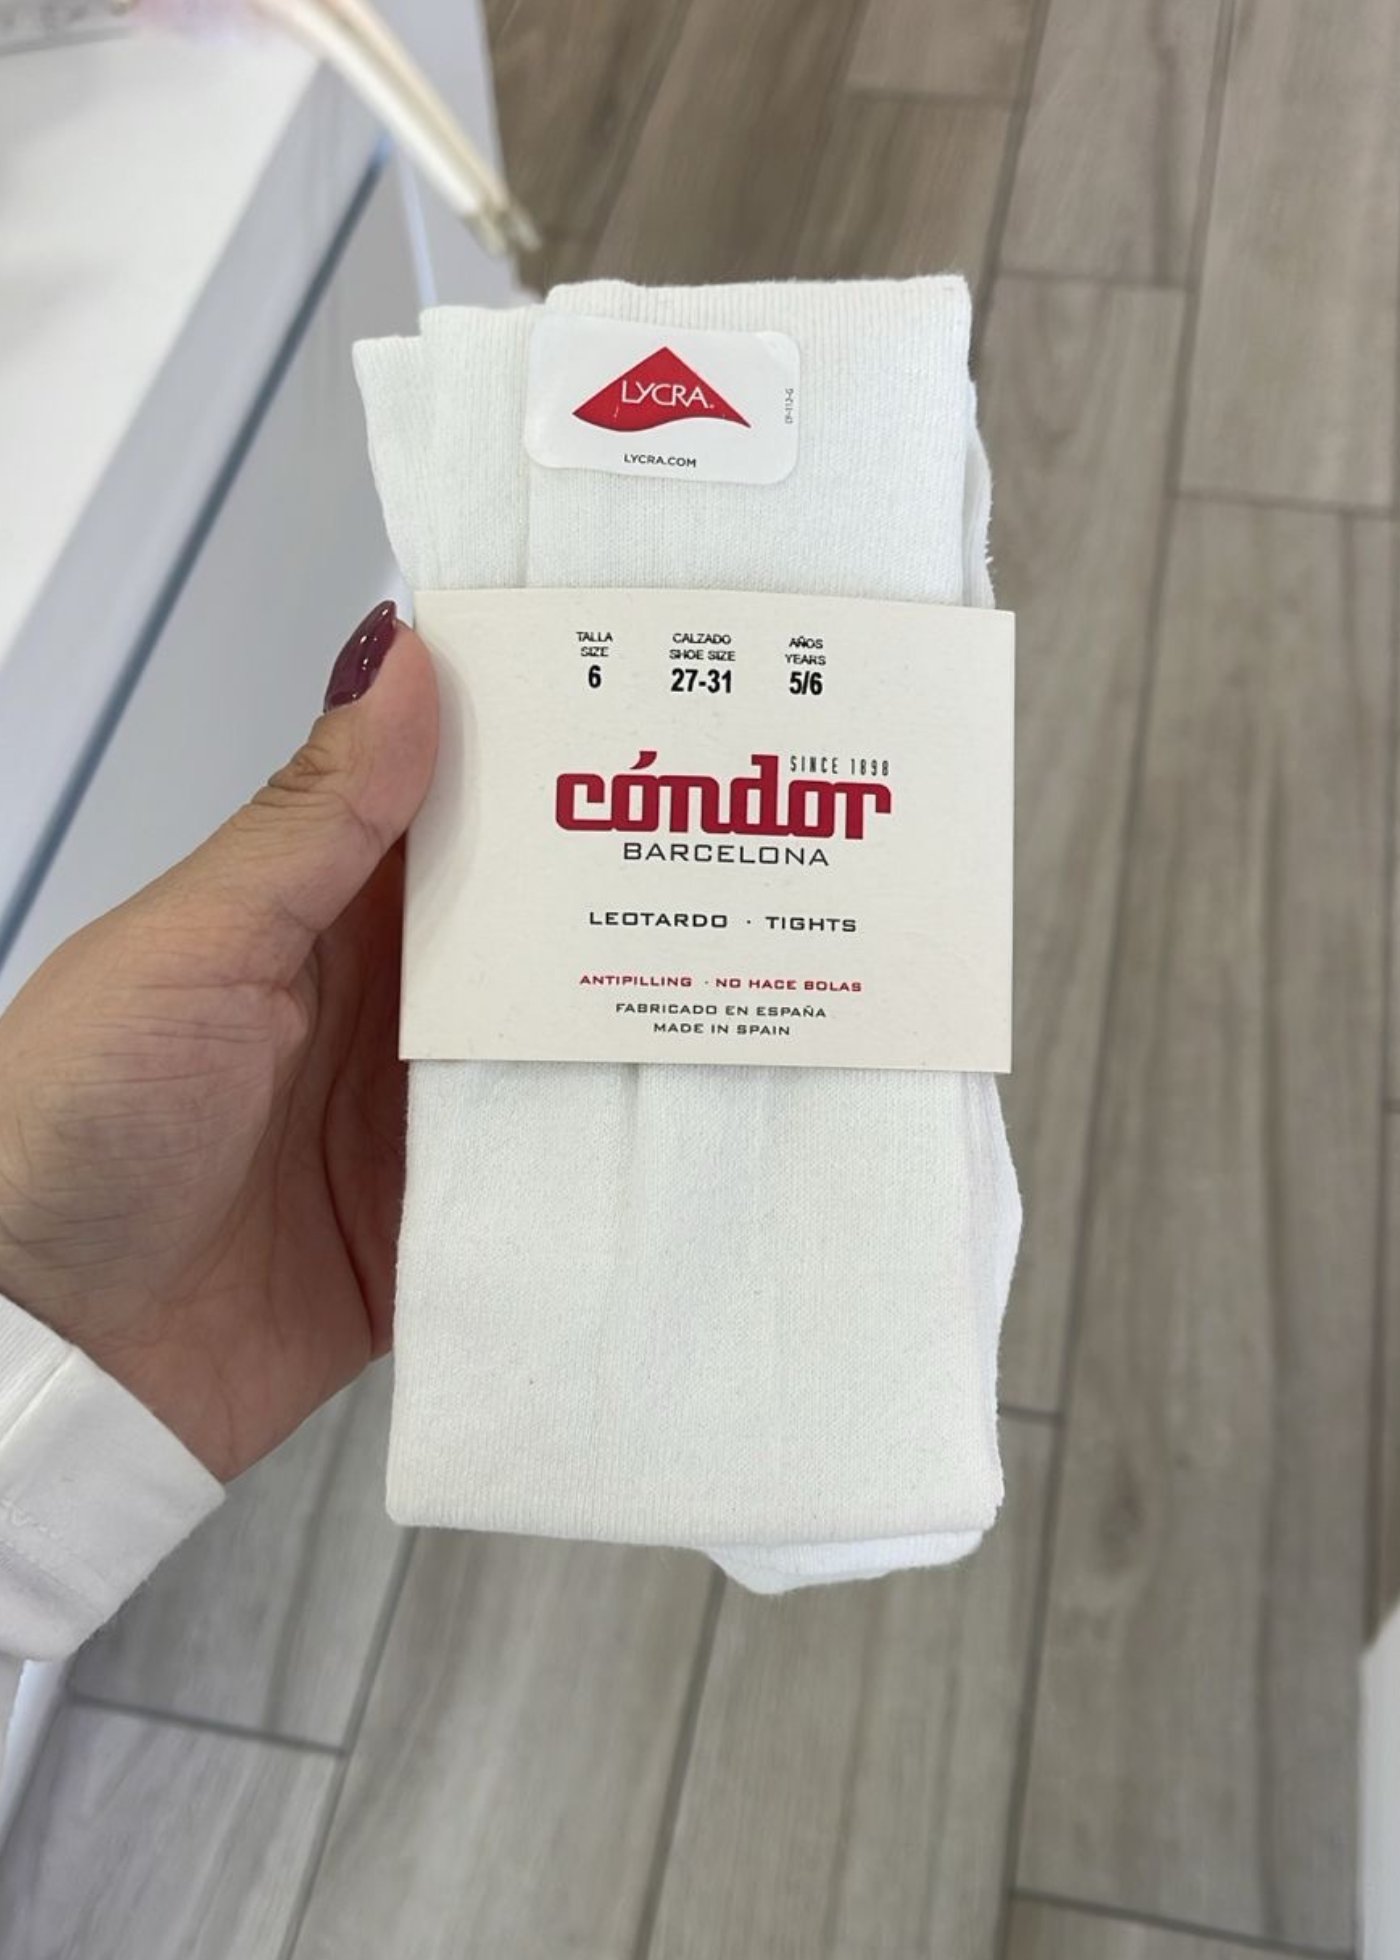 LYCRA.
LYCRA.COM
TALLA
SIZE
6
CALZADO
SHOE SIZE
27-31
AÑOS
YEARS
5/6
SINCE 1898
cóndor
BARCELONA
LEOTARDO · TIGHTS
ANTIPILLING · NO HACE BOLAS
FABRICADO EN ESPAÑA
MADE IN SPAIN